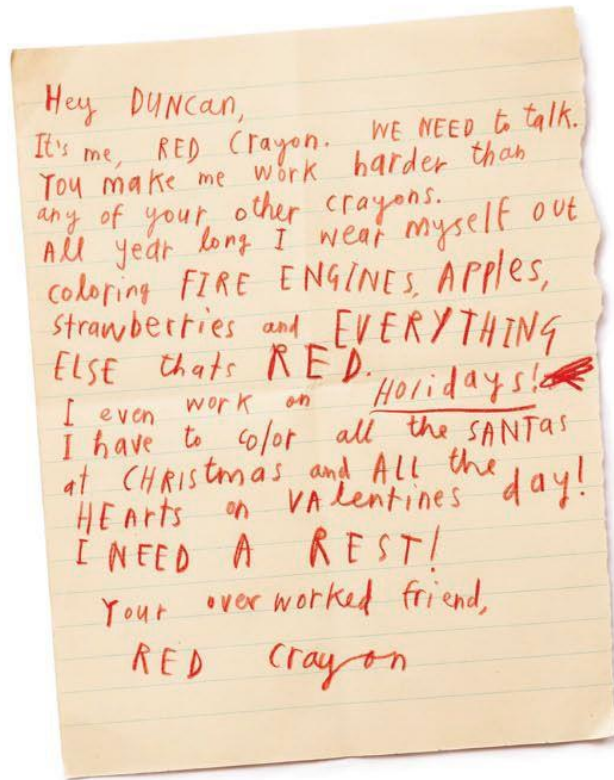 Hey DUNCan,
It's me, RED Crayon. WE NEED to talk.
You make me work harder than
any of your other crayons.
All year long I wear myself out
coloring FIRE ENGINES, APPles,
Strawberries and EVERYTHING
ELSE thats RED.
I even work on HOlidays!
I have to color all the SANTas
at CHRIStmas and All the
HEArts on VAlentines day!
I NEED A REST!
Your overworked friend,
RED Crayon